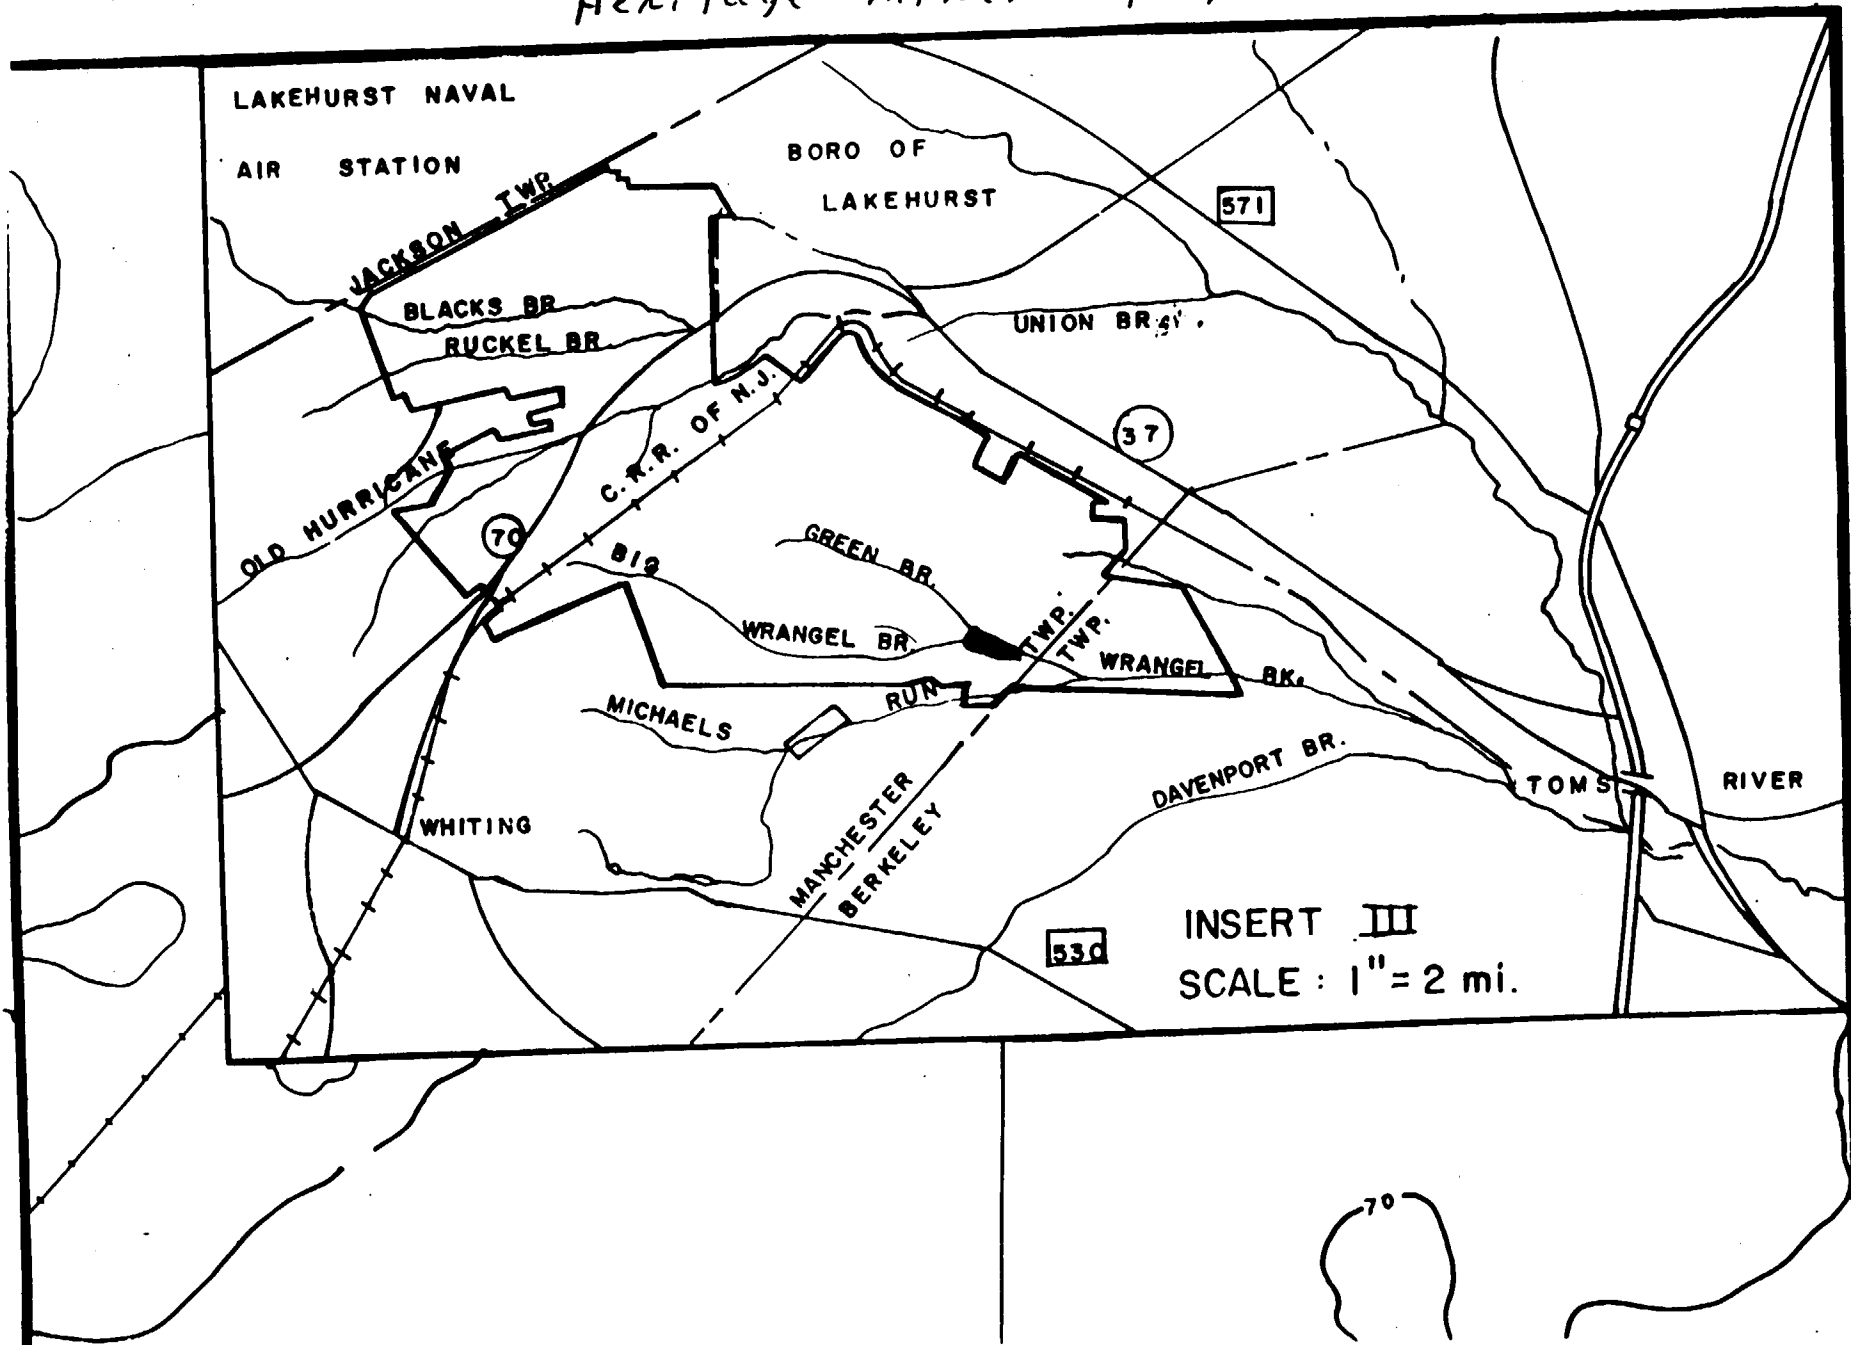 Heritage
LAKEHURST NAVAL
AIR STATION
BORO OF
LAKEHURST
571
JACKSON TWP.
BLACKS BR
RUCKEL BR
UNION BR
37
C.R.R. OF N.J.
OLD HURRICANE
70
BIG
GREEN BR.
WRANGEL BR.
TWP.
TWP.
WRANGEL BK.
MICHAELS RUN
DAVENPORT BR.
TOMS RIVER
WHITING
MANCHESTER
BERKELEY
530
INSERT III
SCALE : 1" = 2 mi.
70